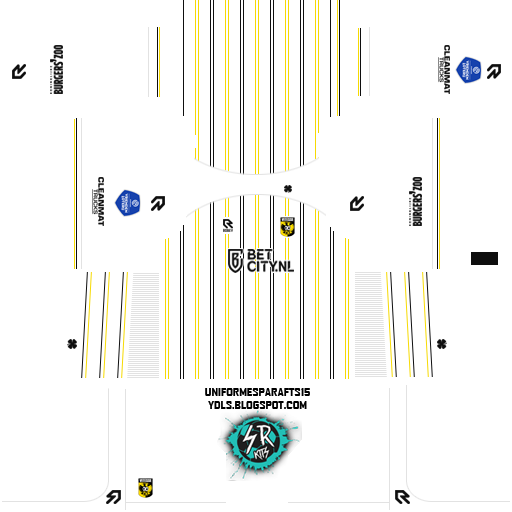 BURGERS' ZOO
CLEANMAT
TRUCKS
CLEANMAT
TRUCKS
BURGERS' ZOO
BET
CITY.NL
UNIFORMESPARAFTS15
YDLS.BLOGSPOT.COM
SR
KITS